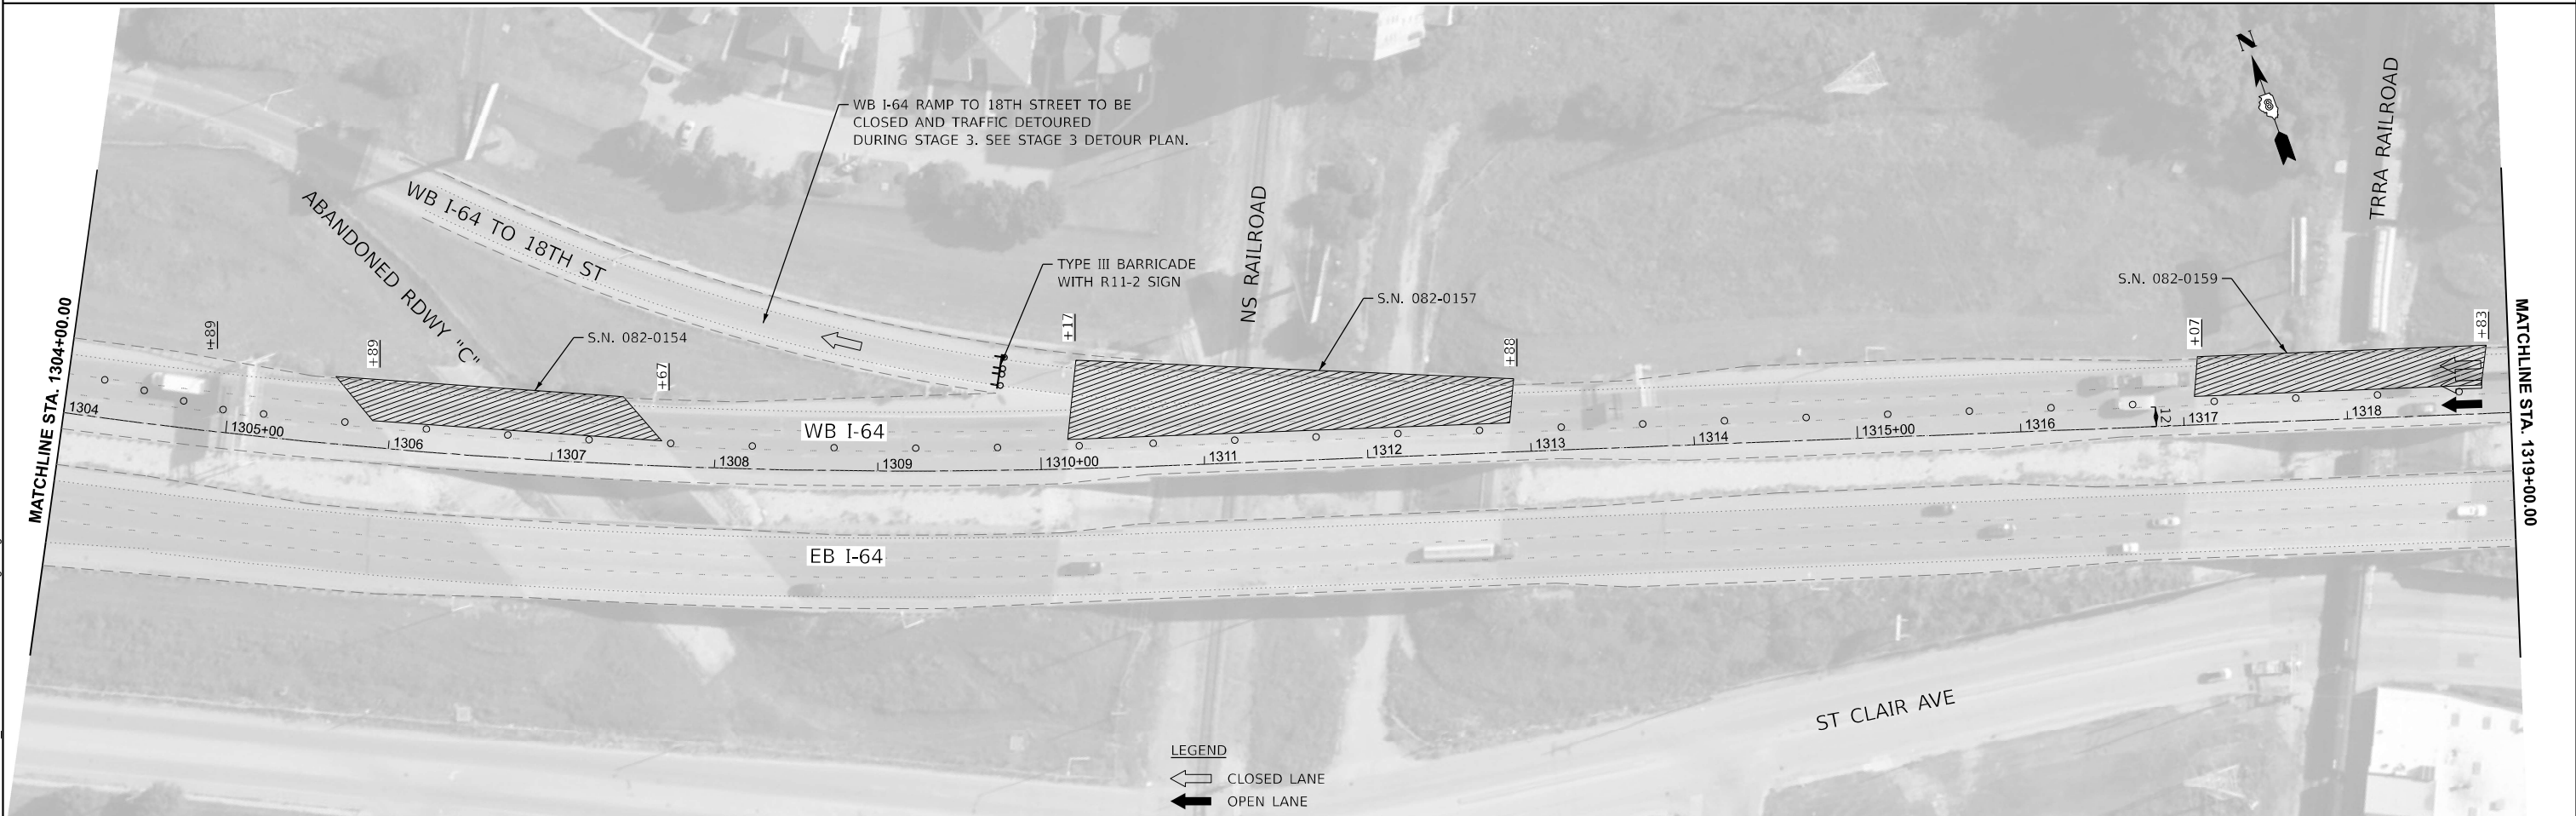 WB I-64 RAMP TO 18TH STREET TO BE
CLOSED AND TRAFFIC DETOURED
DURING STAGE 3. SEE STAGE 3 DETOUR PLAN.
N
TRRA RAILROAD
WB I-64 TO 18TH ST
ABANDONED RDWY "C"
NS RAILROAD
TYPE III BARRICADE
WITH R11-2 SIGN
S.N. 082-0157
S.N. 082-0159
S.N. 082-0154
MATCHLINE STA. 1304+00.00
MATCHLINE STA. 1319+00.00
+89
+89
+67
+17
+88
+07
+83
1304
1305+00
1306
1307
1308
1309
1310+00
1311
1312
1313
1314
1315+00
1316
1317
1318
12'
WB I-64
EB I-64
ST CLAIR AVE
LEGEND
CLOSED LANE
OPEN LANE